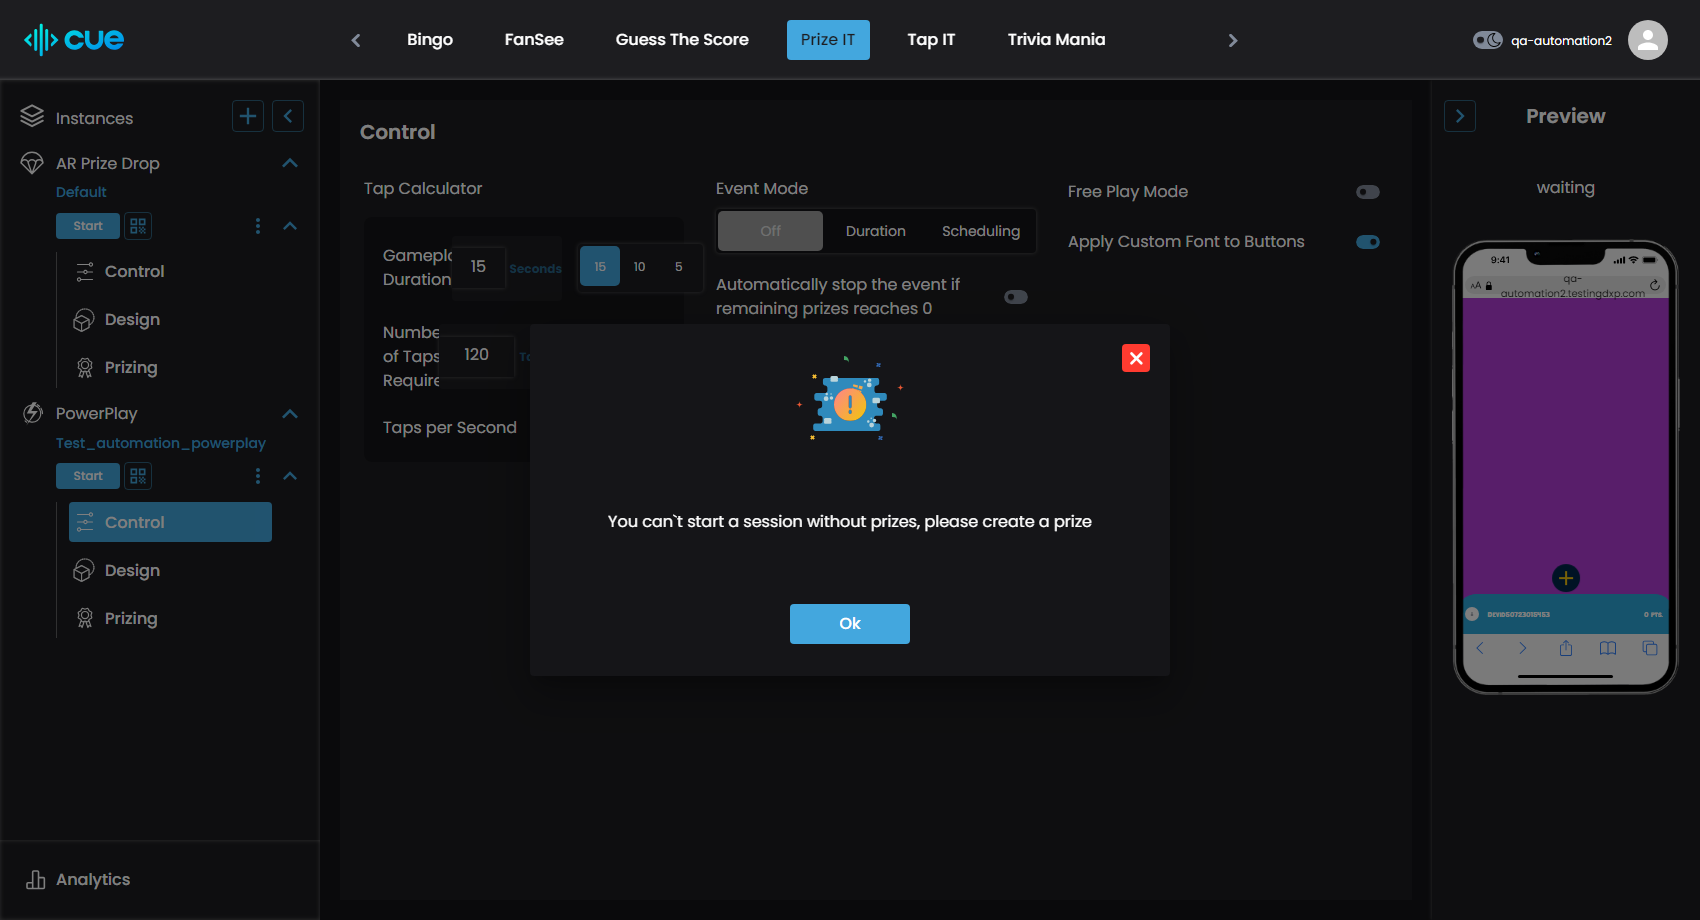 cue
Bingo
FanSee
Guess The Score
Prize IT
Tap IT
Trivia Mania
qa-automation2
Instances
AR Prize Drop
Default
Start
Control
Design
Prizing
PowerPlay
Test_automation_powerplay
Start
Control
Design
Prizing
Analytics
Control
Tap Calculator
Gamepl
Duration
15
Seconds
15
10
5
Numbe
of Taps
Require
120
Taps per Second
Event Mode
Off
Duration
Scheduling
Automatically stop the event if
remaining prizes reaches 0
Free Play Mode
Apply Custom Font to Buttons
You can`t start a session without prizes, please create a prize
Ok
Preview
waiting
9:41
AA
qa-
automation2.testingdxp.com
0 PTS.